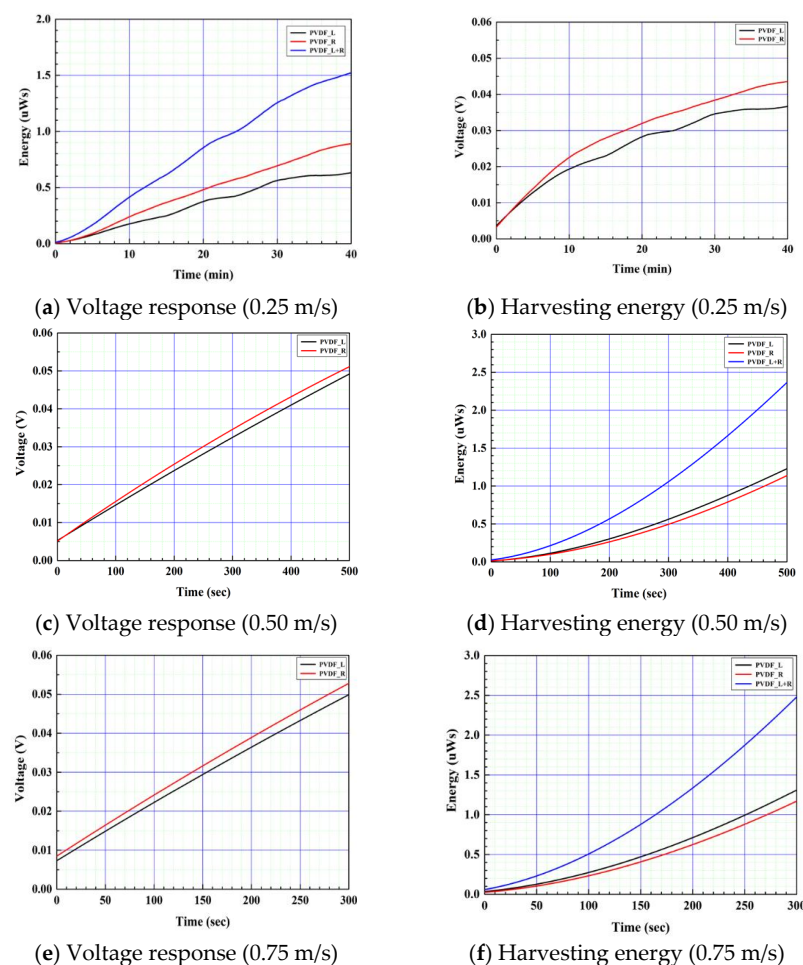 2.0
1.5
1.0
0.5
0.0
Energy (uWs)
PVDF_L
PVDF_R
PVDF_L+R
0 10 20 30 40
Time (min)
(a) Voltage response (0.25 m/s)
0.06
0.05
0.04
0.03
0.02
0.01
0.00
Voltage (V)
PVDF_L
PVDF_R
0 10 20 30 40
Time (min)
(b) Harvesting energy (0.25 m/s)
0.06
0.05
0.04
0.03
0.02
0.01
0.00
Voltage (V)
PVDF_L
PVDF_R
0 100 200 300 400 500
Time (sec)
(c) Voltage response (0.50 m/s)
3.0
2.5
2.0
1.5
1.0
0.5
0.0
Energy (uWs)
PVDF_L
PVDF_R
PVDF_L+R
0 100 200 300 400 500
Time (sec)
(d) Harvesting energy (0.50 m/s)
0.06
0.05
0.04
0.03
0.02
0.01
0.00
Voltage (V)
PVDF_L
PVDF_R
0 50 100 150 200 250 300
Time (sec)
(e) Voltage response (0.75 m/s)
3.0
2.5
2.0
1.5
1.0
0.5
0.0
Energy (uWs)
PVDF_L
PVDF_R
PVDF_L+R
0 50 100 150 200 250 300
Time (sec)
(f) Harvesting energy (0.75 m/s)